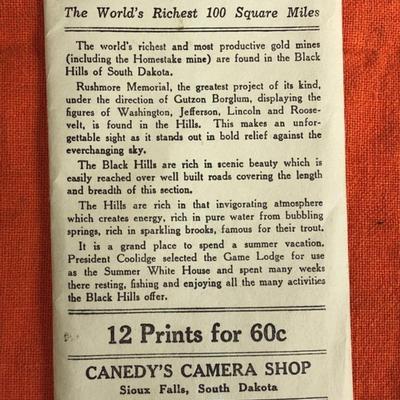 The World's Richest 100 Square Miles
The world's richest and most productive gold mines
(including the Homestake mine) are found in the Black
Hills of South Dakota.
Rushmore Memorial, the greatest project of its kind,
under the direction of Gutzon Borglum, displaying the
figures of Washington, Jefferson, Lincoln and Roose-
velt, is found in the Hills. This makes an unfor-
gettable sight as it stands out in bold relief against the
everchanging sky.
The Black Hills are rich in scenic beauty which is
easily reached over well built roads covering the length
and breadth of this section.
The Hills are rich in that invigorating atmosphere
which creates energy, rich in pure water from bubbling
springs, rich in sparkling brooks, famous for their trout.
It is a grand place to spend a summer vacation.
President Coolidge selected the Game Lodge for use
as the Summer White House and spent many weeks
there resting, fishing and enjoying all the many activities
the Black Hills offer.
12 Prints for 60c
CANEDY'S CAMERA SHOP
Sioux Falls, South Dakota